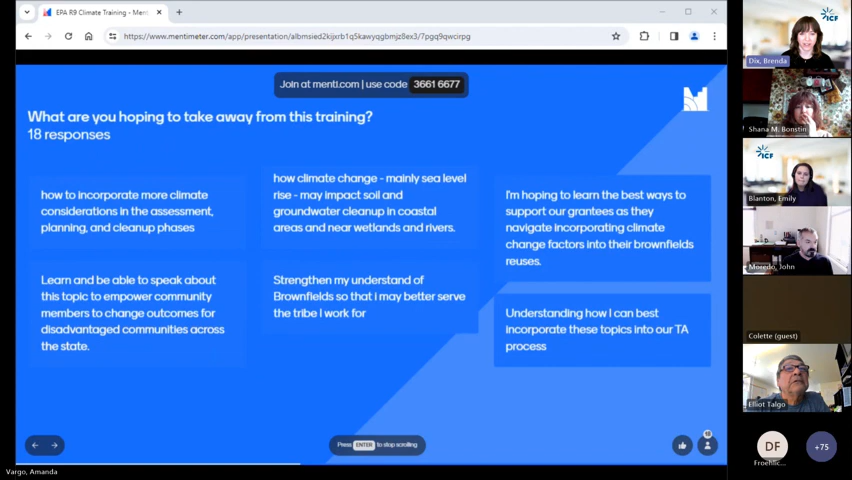 EPA R9 Climate Training - Ment
https://www.mentimeter.com/app/presentation/albmsied2kijxrb1q5kawyqgbmjz8ex3/7pgq9qwcirpg
Join at menti.com | use code 3661 6677
What are you hoping to take away from this training?
18 responses
how to incorporate more climate
considerations in the assessment,
planning, and cleanup phases
Learn and be able to speak about
this topic to empower community
members to change outcomes for
disadvantaged communities across
the state.
how climate change - mainly sea level
rise - may impact soil and
groundwater cleanup in coastal
areas and near wetlands and rivers.
Strengthen my understand of
Brownfields so that i may better serve
the tribe I work for
I'm hoping to learn the best ways to
support our grantees as they
navigate incorporating climate
change factors into their brownfields
reuses.
Understanding how I can best
incorporate these topics into our TA
process
Press ENTER to stop scrolling
Vargo, Amanda
ICF
Dix, Brenda
Shana M. Bonstin
ICF
Blanton, Emily
Moredo, John
Colette (guest)
Elliot Talgo
DF
Froehlic...
+75